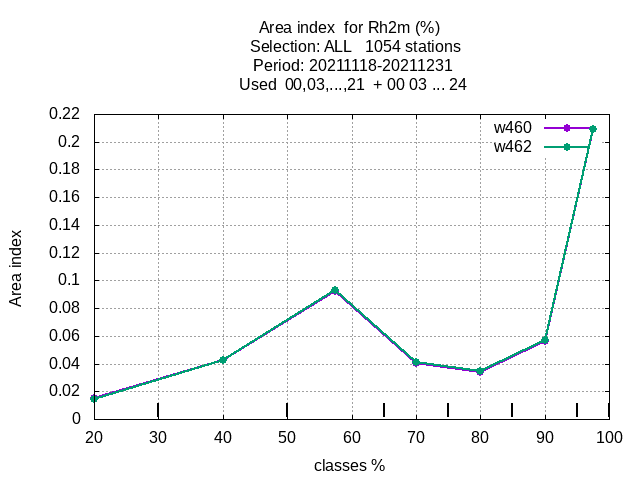 Area index  for Rh2m (%)
Selection: ALL   1054 stations
Period: 20211118-20211231
Used  00,03,...,21  + 00 03 ... 24
w460
w462
0.22
0.2
0.18
0.16
0.14
0.12
0.1
0.08
0.06
0.04
0.02
0
Area index
20 30 40 50 60 70 80 90 100
classes %